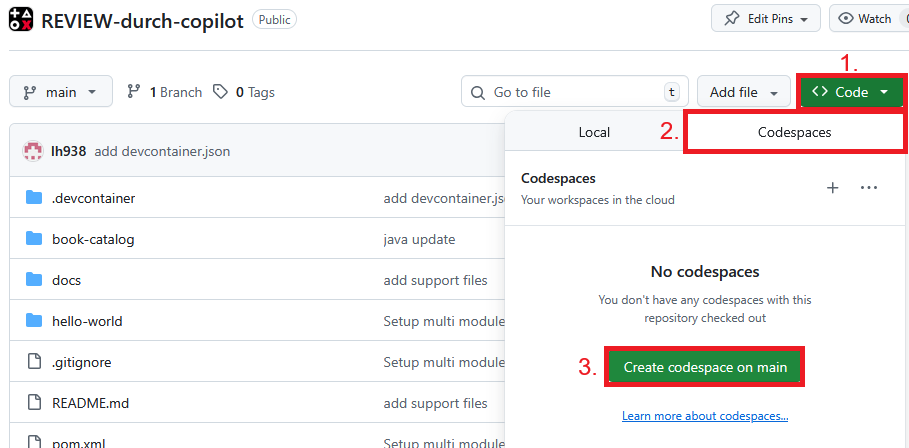 REVIEW-durch-copilot Public
Edit Pins
Watch
1.
main
1 Branch
0 Tags
Go to file
t
Add file
<> Code
2.
Local
Codespaces
lh938 add devcontainer.json
Codespaces
Your workspaces in the cloud
.devcontainer add devcontainer.js
book-catalog java update
docs add support files
hello-world Setup multi module
.gitignore Setup multi module
README.md add support files
pom.xml Setup multi module
No codespaces
You don't have any codespaces with this
repository checked out
3.
Create codespace on main
Learn more about codespaces...